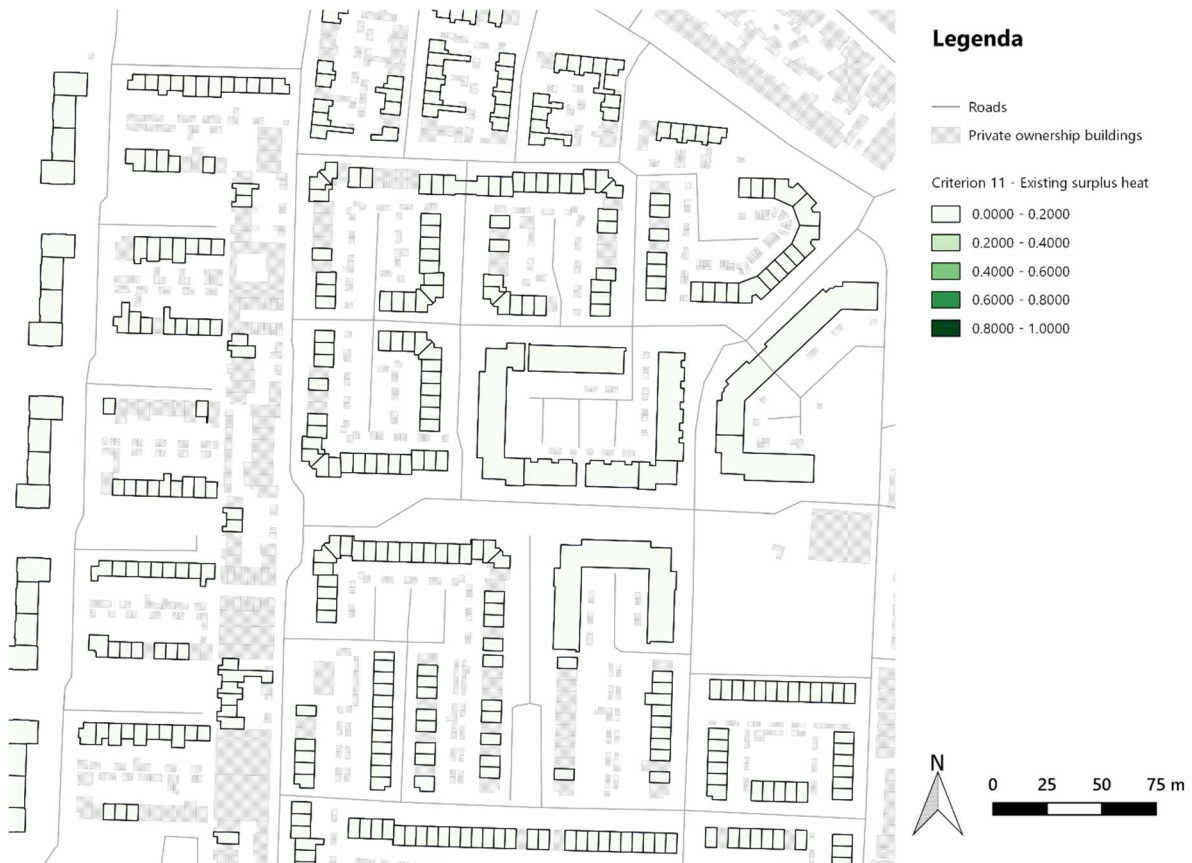 Legenda
Roads
Private ownership buildings
Criterion 11 - Existing surplus heat
0.0000 - 0.2000
0.2000 - 0.4000
0.4000 - 0.6000
0.6000 - 0.8000
0.8000 - 1.0000
N
0 25 50 75 m